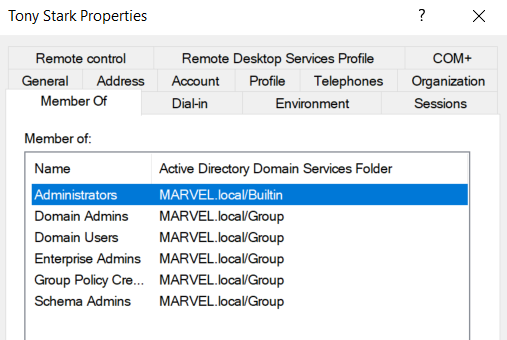 Tony Stark Properties ? ×
Remote control Remote Desktop Services Profile COM+
General Address Account Profile Telephones Organization
Member Of Dial-in Environment Sessions
Member of:
Name Active Directory Domain Services Folder
Administrators MARVEL.local/Builtin
Domain Admins MARVEL.local/Group
Domain Users MARVEL.local/Group
Enterprise Admins MARVEL.local/Group
Group Policy Cre... MARVEL.local/Group
Schema Admins MARVEL.local/Group